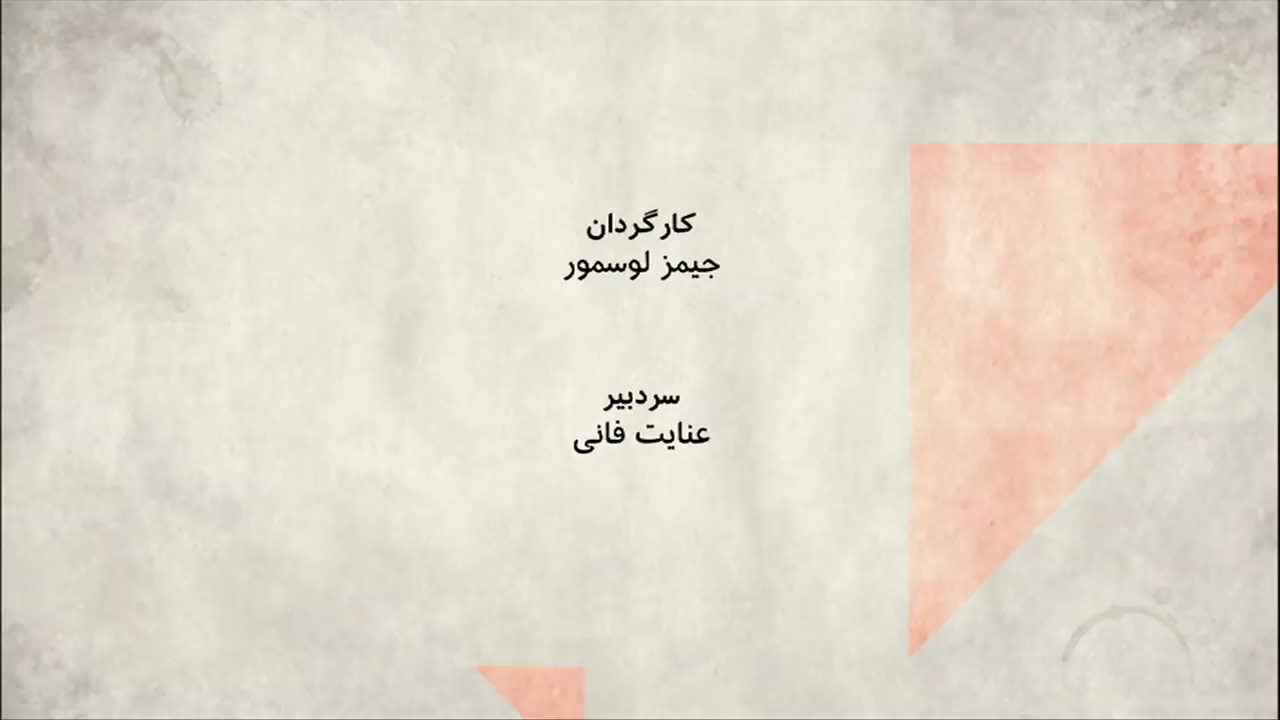 کارگردان
جیمز لوسمور
سردبیر
عنایت فانی